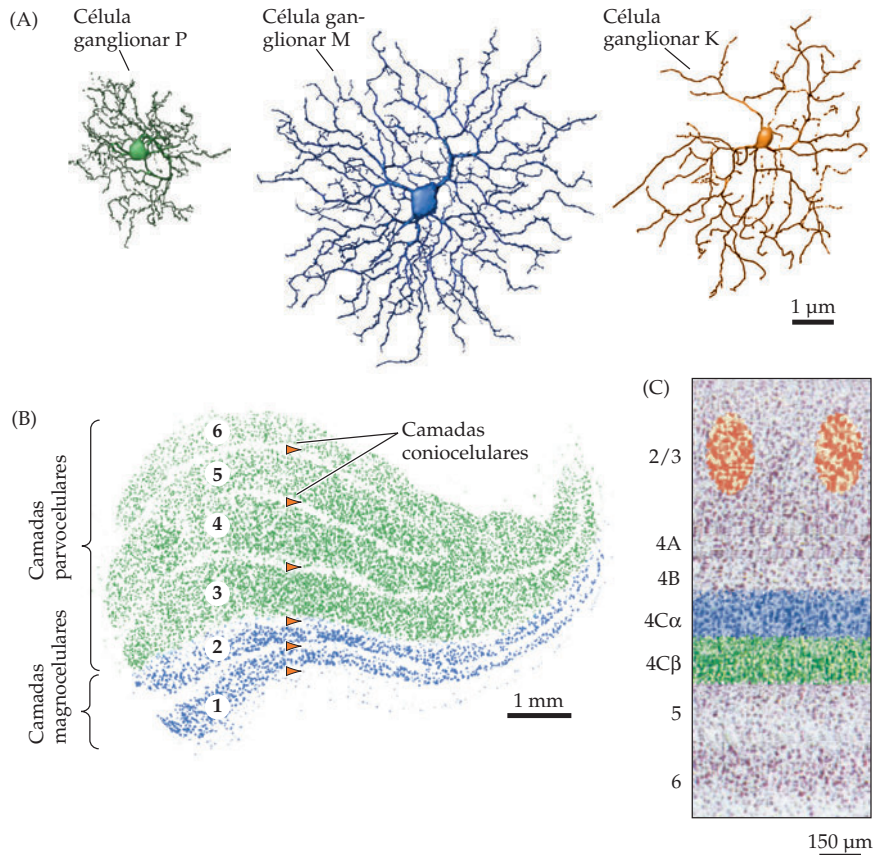 (A)
Célula
ganglionar P
Célula gan-
glionar M
Célula
ganglionar K
1 μm
(B)
Camadas
parvocelulares
Camadas
magnocelulares
6
5
4
3
2
1
Camadas
coniocelulares
1 mm
(C)
2/3
4A
4B
4Cα
4Cβ
5
6
150 μm